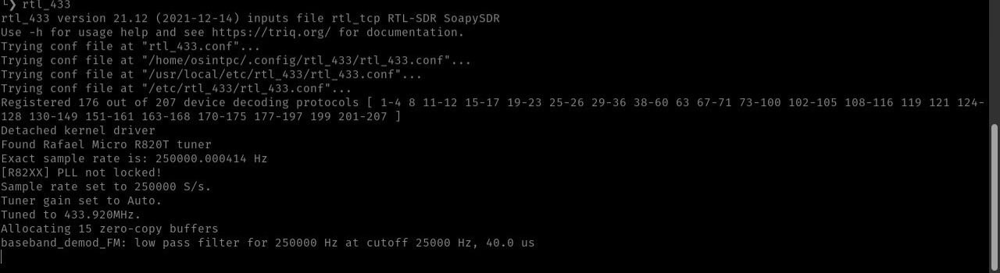 └❯ rtl_433
rtl_433 version 21.12 (2021-12-14) inputs file rtl_tcp RTL-SDR SoapySDR
Use -h for usage help and see https://triq.org/ for documentation.
Trying conf file at "rtl_433.conf"...
Trying conf file at "/home/osintpc/.config/rtl_433/rtl_433.conf"...
Trying conf file at "/usr/local/etc/rtl_433/rtl_433.conf"...
Trying conf file at "/etc/rtl_433/rtl_433.conf"...
Registered 176 out of 207 device decoding protocols [ 1-4 8 11-12 15-17 19-23 25-26 29-36 38-60 63 67-71 73-100 102-105 108-116 119 121 124-
128 130-149 151-161 163-168 170-175 177-197 199 201-207 ]
Detached kernel driver
Found Rafael Micro R820T tuner
Exact sample rate is: 250000.000414 Hz
[R82XX] PLL not locked!
Sample rate set to 250000 S/s.
Tuner gain set to Auto.
Tuned to 433.920MHz.
Allocating 15 zero-copy buffers
baseband_demod_FM: low pass filter for 250000 Hz at cutoff 25000 Hz, 40.0 us